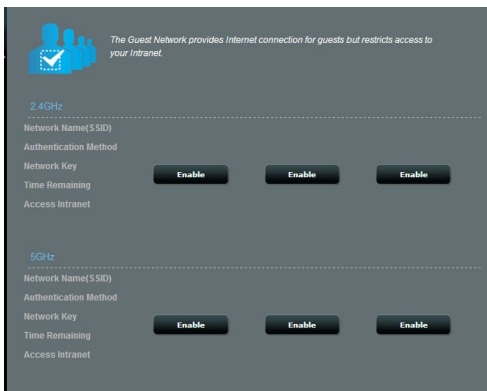 The Guest Network provides Internet connection for guests but restricts access to
your Intranet.
2.4GHz
Network Name(SSID)
Authentication Method
Network Key
Enable Enable Enable
Time Remaining
Access Intranet
5GHz
Network Name(SSID)
Authentication Method
Network Key
Enable Enable Enable
Time Remaining
Access Intranet